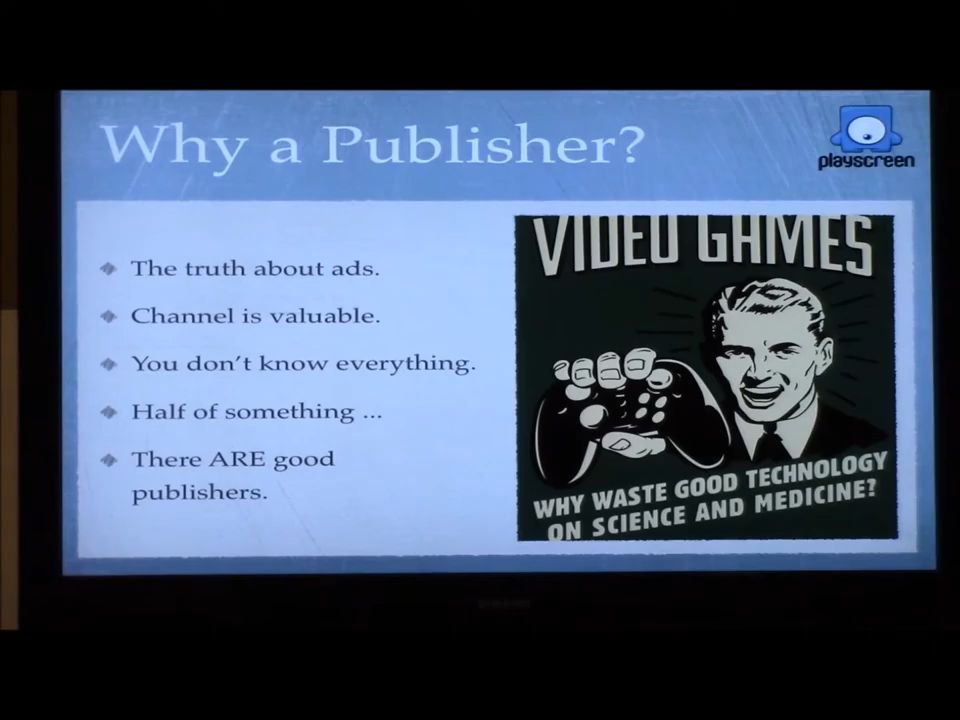 Why a Publisher?
playscreen
The truth about ads.
Channel is valuable.
You don't know everything.
Half of something ...
There ARE good
publishers.
VIDEO GAMES
WHY WASTE GOOD TECHNOLOGY
ON SCIENCE AND MEDICINE?